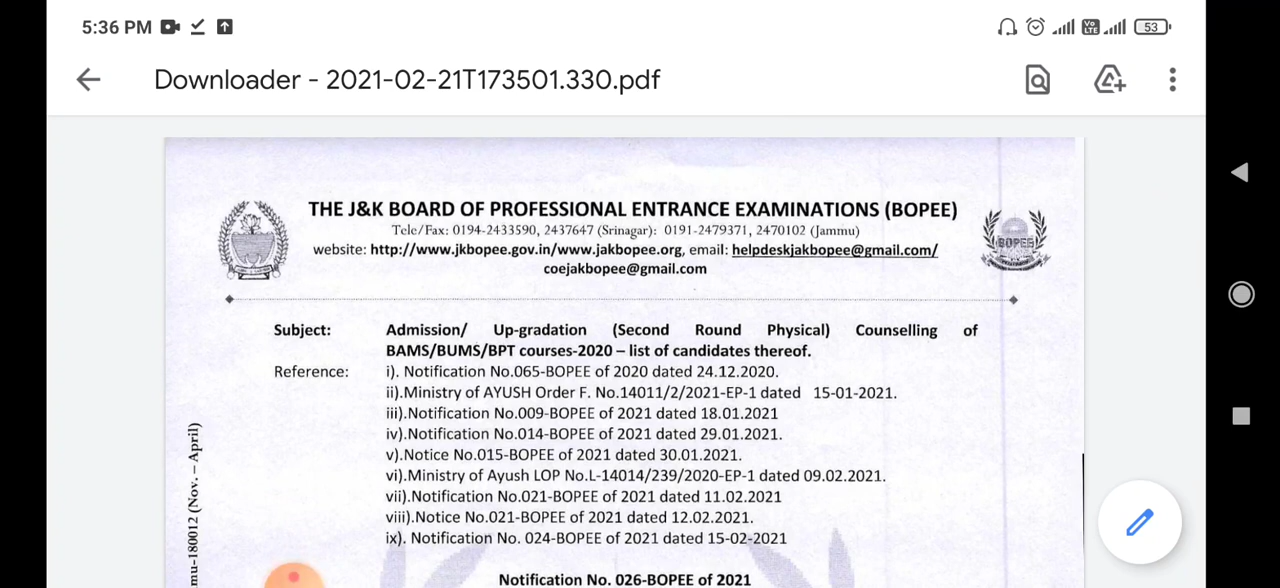 5:36 PM
53
Downloader - 2021-02-21T173501.330.pdf
THE J&K BOARD OF PROFESSIONAL ENTRANCE EXAMINATIONS (BOPEE)
Tele/Fax: 0194-2433590, 2437647 (Srinagar): 0191-2479371, 2470102 (Jammu)
website: http://www.jkbopee.gov.in/www.jakbopee.org, email: helpdeskjakbopee@gmail.com/
coejakbopee@gmail.com
BOPEE
Subject: Admission/ Up-gradation (Second Round Physical) Counselling of
BAMS/BUMS/BPT courses-2020 – list of candidates thereof.
Reference: i). Notification No.065-BOPEE of 2020 dated 24.12.2020.
ii).Ministry of AYUSH Order F. No.14011/2/2021-EP-1 dated 15-01-2021.
iii).Notification No.009-BOPEE of 2021 dated 18.01.2021
iv).Notification No.014-BOPEE of 2021 dated 29.01.2021.
v).Notice No.015-BOPEE of 2021 dated 30.01.2021.
vi).Ministry of Ayush LOP No.L-14014/239/2020-EP-1 dated 09.02.2021.
vii).Notification No.021-BOPEE of 2021 dated 11.02.2021
viii).Notice No.021-BOPEE of 2021 dated 12.02.2021.
ix). Notification No. 024-BOPEE of 2021 dated 15-02-2021
Notification No. 026-BOPEE of 2021
mu-180012 (Nov. – April)